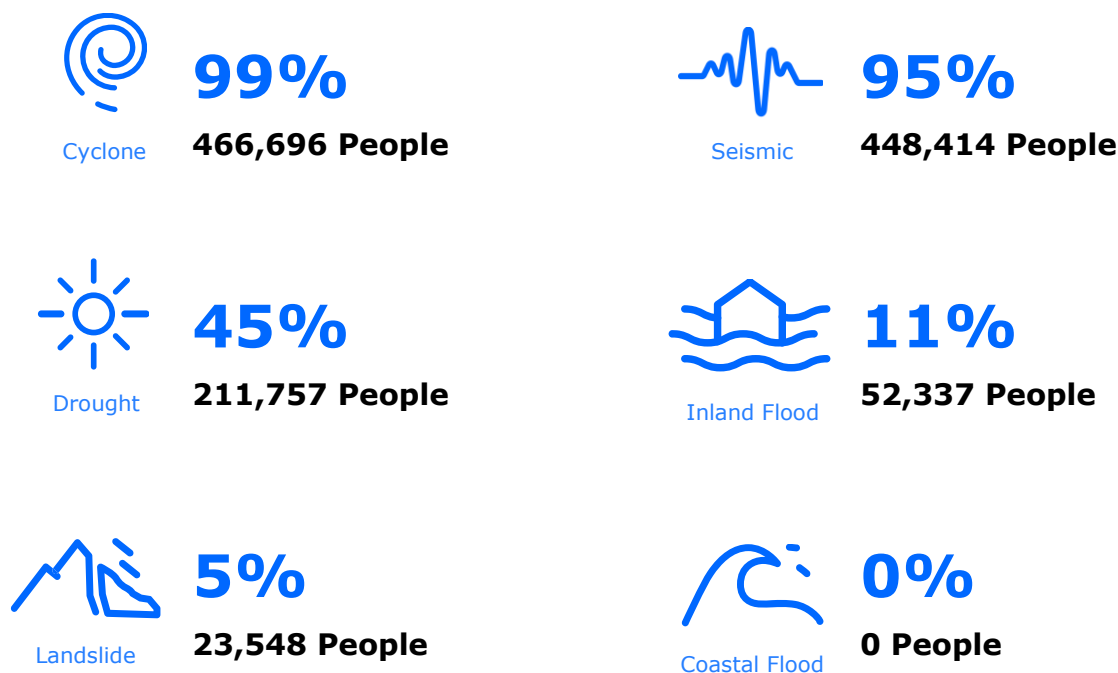 99%
466,696 People
Cyclone
95%
448,414 People
Seismic
45%
211,757 People
Drought
11%
52,337 People
Inland Flood
5%
23,548 People
Landslide
0%
0 People
Coastal Flood